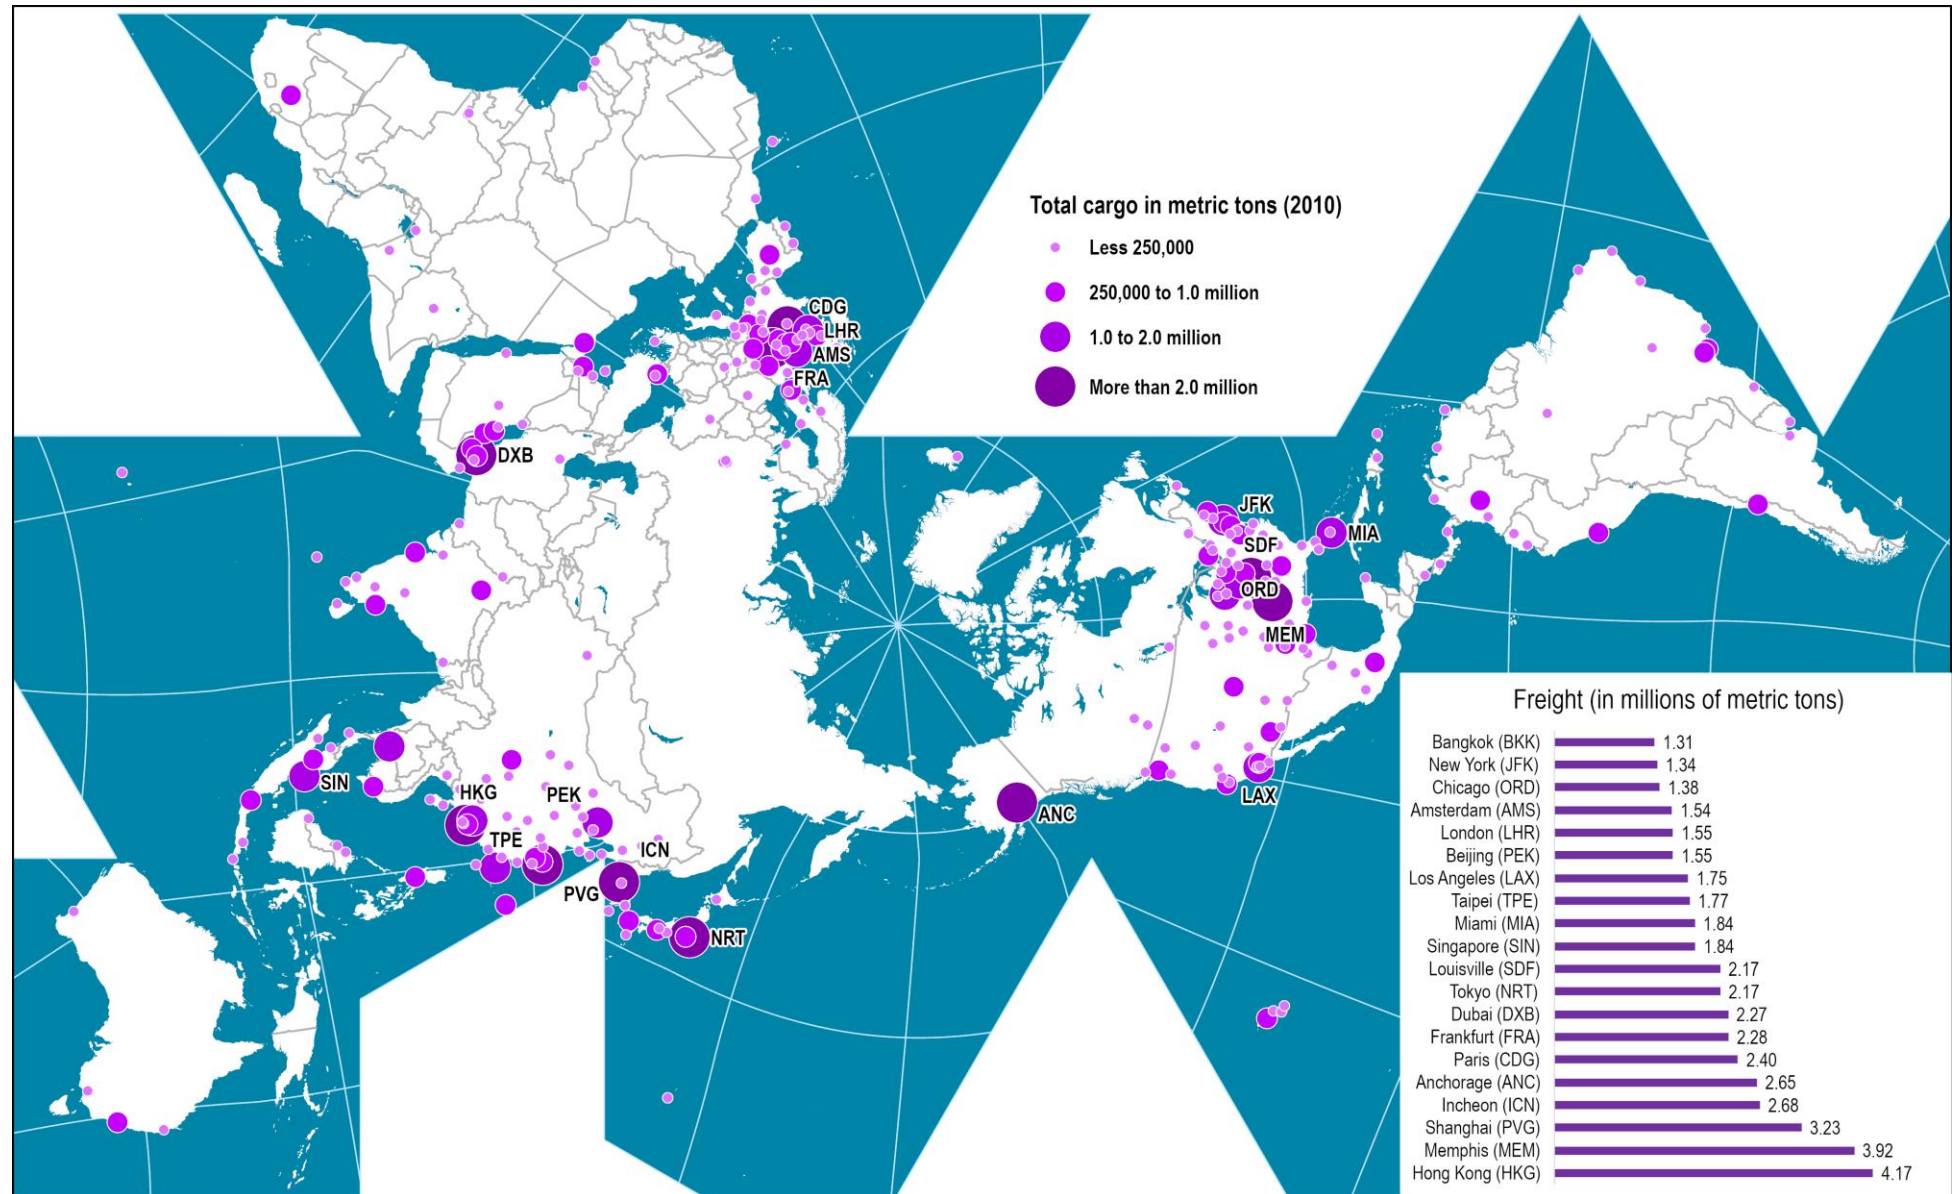 Total cargo in metric tons (2010)
Less 250,000
250,000 to 1.0 million
1.0 to 2.0 million
More than 2.0 million
CDG
LHR
AMS
FRA
DXB
JFK
MIA
SDF
ORD
MEM
SIN
HKG
PEK
LAX
ANC
TPE
ICN
PVG
NRT
Freight (in millions of metric tons)
Bangkok (BKK) 1.31
New York (JFK) 1.34
Chicago (ORD) 1.38
Amsterdam (AMS) 1.54
London (LHR) 1.55
Beijing (PEK) 1.55
Los Angeles (LAX) 1.75
Taipei (TPE) 1.77
Miami (MIA) 1.84
Singapore (SIN) 1.84
Louisville (SDF) 2.17
Tokyo (NRT) 2.17
Dubai (DXB) 2.27
Frankfurt (FRA) 2.28
Paris (CDG) 2.40
Anchorage (ANC) 2.65
Incheon (ICN) 2.68
Shanghai (PVG) 3.23
Memphis (MEM) 3.92
Hong Kong (HKG) 4.17